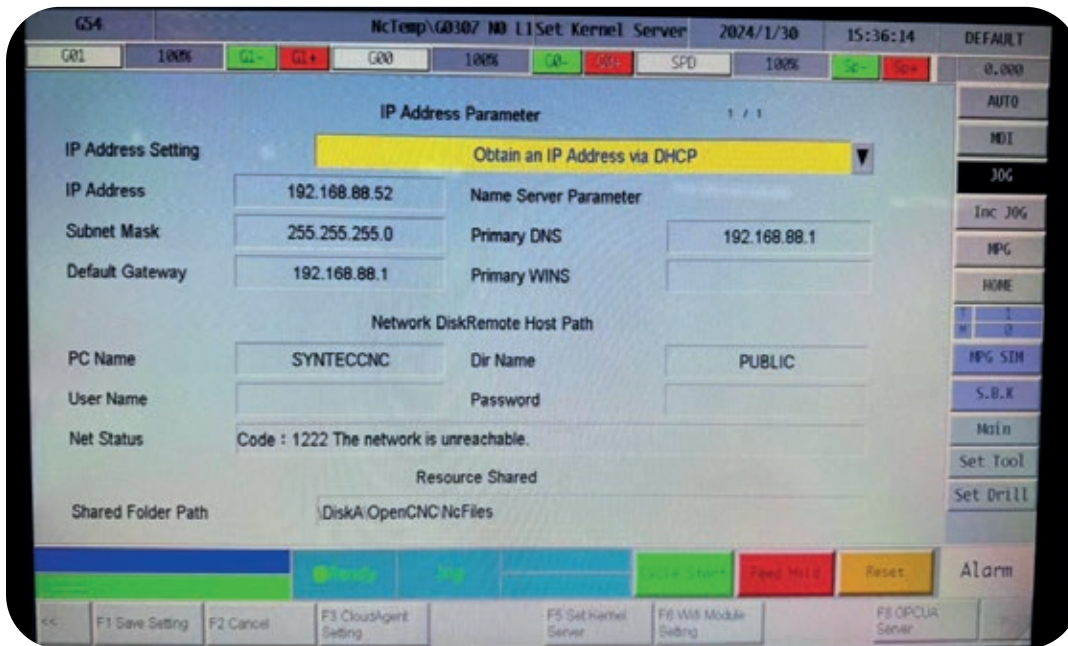 G54 NcTemp\G0307 N0 L1 Set Kernel Server 2024/1/30 15:36:14 DEFAULT
G01 100% G1- G1+ G00 100% G0- G0+ SPD 100% Sp- Sp+ 0.000
AUTO
MDI
JOG
Inc JOG
MPG
HOME
T 1
M 0
MPG SIM
S.B.K
Main
Set Tool
Set Drill
IP Address Parameter 1 / 1
IP Address Setting Obtain an IP Address via DHCP
IP Address 192.168.88.52 Name Server Parameter
Subnet Mask 255.255.255.0 Primary DNS 192.168.88.1
Default Gateway 192.168.88.1 Primary WINS
Network DiskRemote Host Path
PC Name SYNTECCNC Dir Name PUBLIC
User Name Password
Net Status Code : 1222 The network is unreachable.
Resource Shared
Shared Folder Path \DiskA\OpenCNC\NcFiles
Ready Jog Cycle Start Feed Hold Reset Alarm
<< F1 Save Setting F2 Cancel F3 CloudAgent Setting F5 Set Kernel Server F6 Wifi Module Setting F8 OPCUA Server